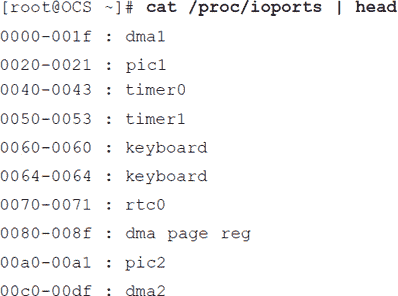 [root@OCS ~]# cat /proc/ioports | head
0000-001f : dma1
0020-0021 : pic1
0040-0043 : timer0
0050-0053 : timer1
0060-0060 : keyboard
0064-0064 : keyboard
0070-0071 : rtc0
0080-008f : dma page reg
00a0-00a1 : pic2
00c0-00df : dma2